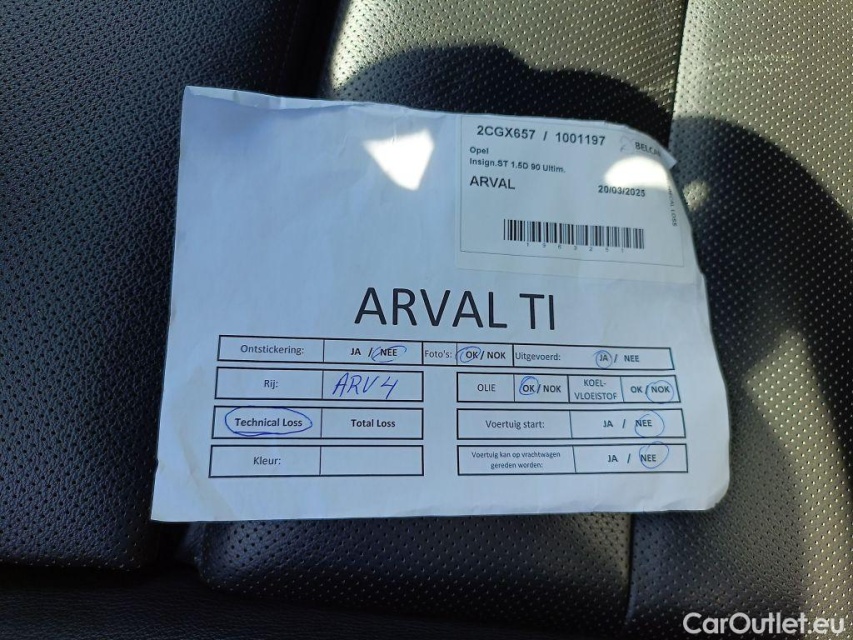 2CGX657 / 1001197
Opel
Insign.ST 1.5D 90 Ultim.
ARVAL
20/03/2025
ARVAL TI
Ontstickering: JA / NEE Foto's: OK / NOK Uitgevoerd: JA / NEE
Rij: ARV4 OLIE OK / NOK KOEL-VLOEISTOF OK / NOK
Technical Loss Total Loss Voertuig start: JA / NEE
Kleur: Voertuig kan op vrachtwagen gereden worden: JA / NEE
CarOutlet.eu